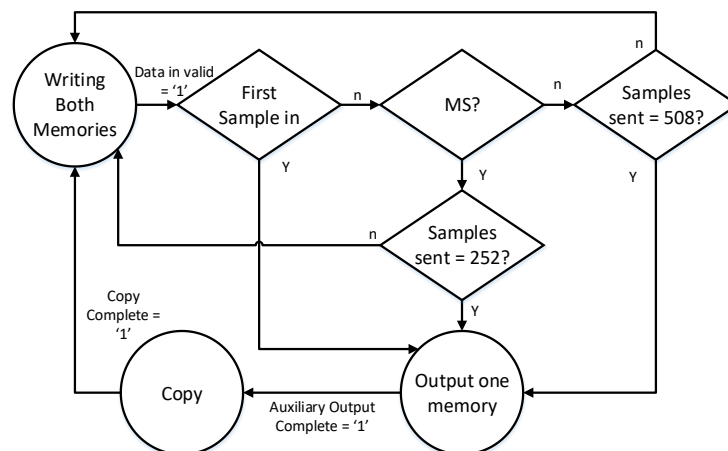 n
Writing
Both
Memories
Data in valid
= ‘1’
First
Sample in
n
MS?
n
Samples
sent = 508?
Y
Y
Y
n
Samples
sent = 252?
Y
Copy
Complete =
‘1’
Copy
Auxiliary Output
Complete = ‘1’
Output one
memory